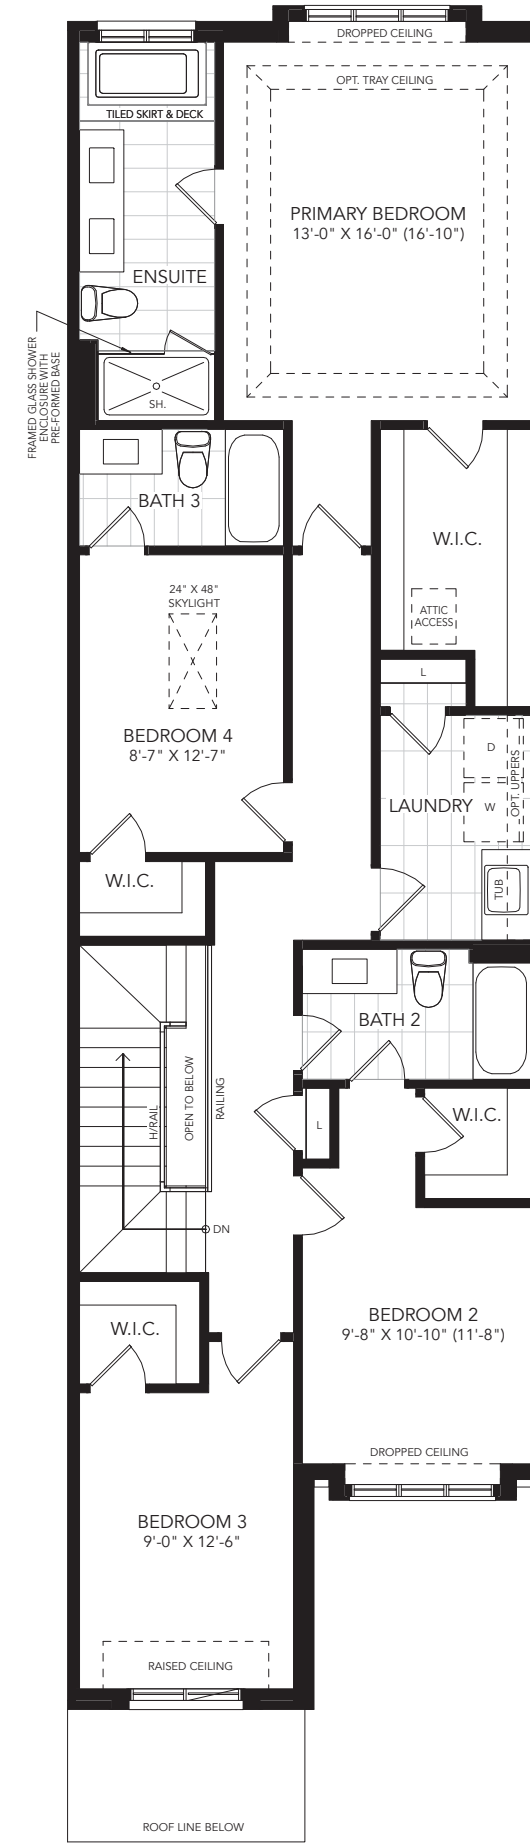 DROPPED CEILING
OPT. TRAY CEILING
TILED SKIRT & DECK
PRIMARY BEDROOM
13'-0" X 16'-0" (16'-10")
ENSUITE
FRAMED GLASS SHOWER
ENCLOSURE WITH
PRE-FORMED BASE
SH.
BATH 3
W.I.C.
24" X 48"
SKYLIGHT
ATTIC
ACCESS
L
BEDROOM 4
8'-7" X 12'-7"
D
LAUNDRY
W
OPT. UPPERS
W.I.C.
TUB
BATH 2
OPEN TO BELOW
RAILING
H/RAIL
L
W.I.C.
DN
W.I.C.
BEDROOM 2
9'-8" X 10'-10" (11'-8")
DROPPED CEILING
BEDROOM 3
9'-0" X 12'-6"
RAISED CEILING
ROOF LINE BELOW